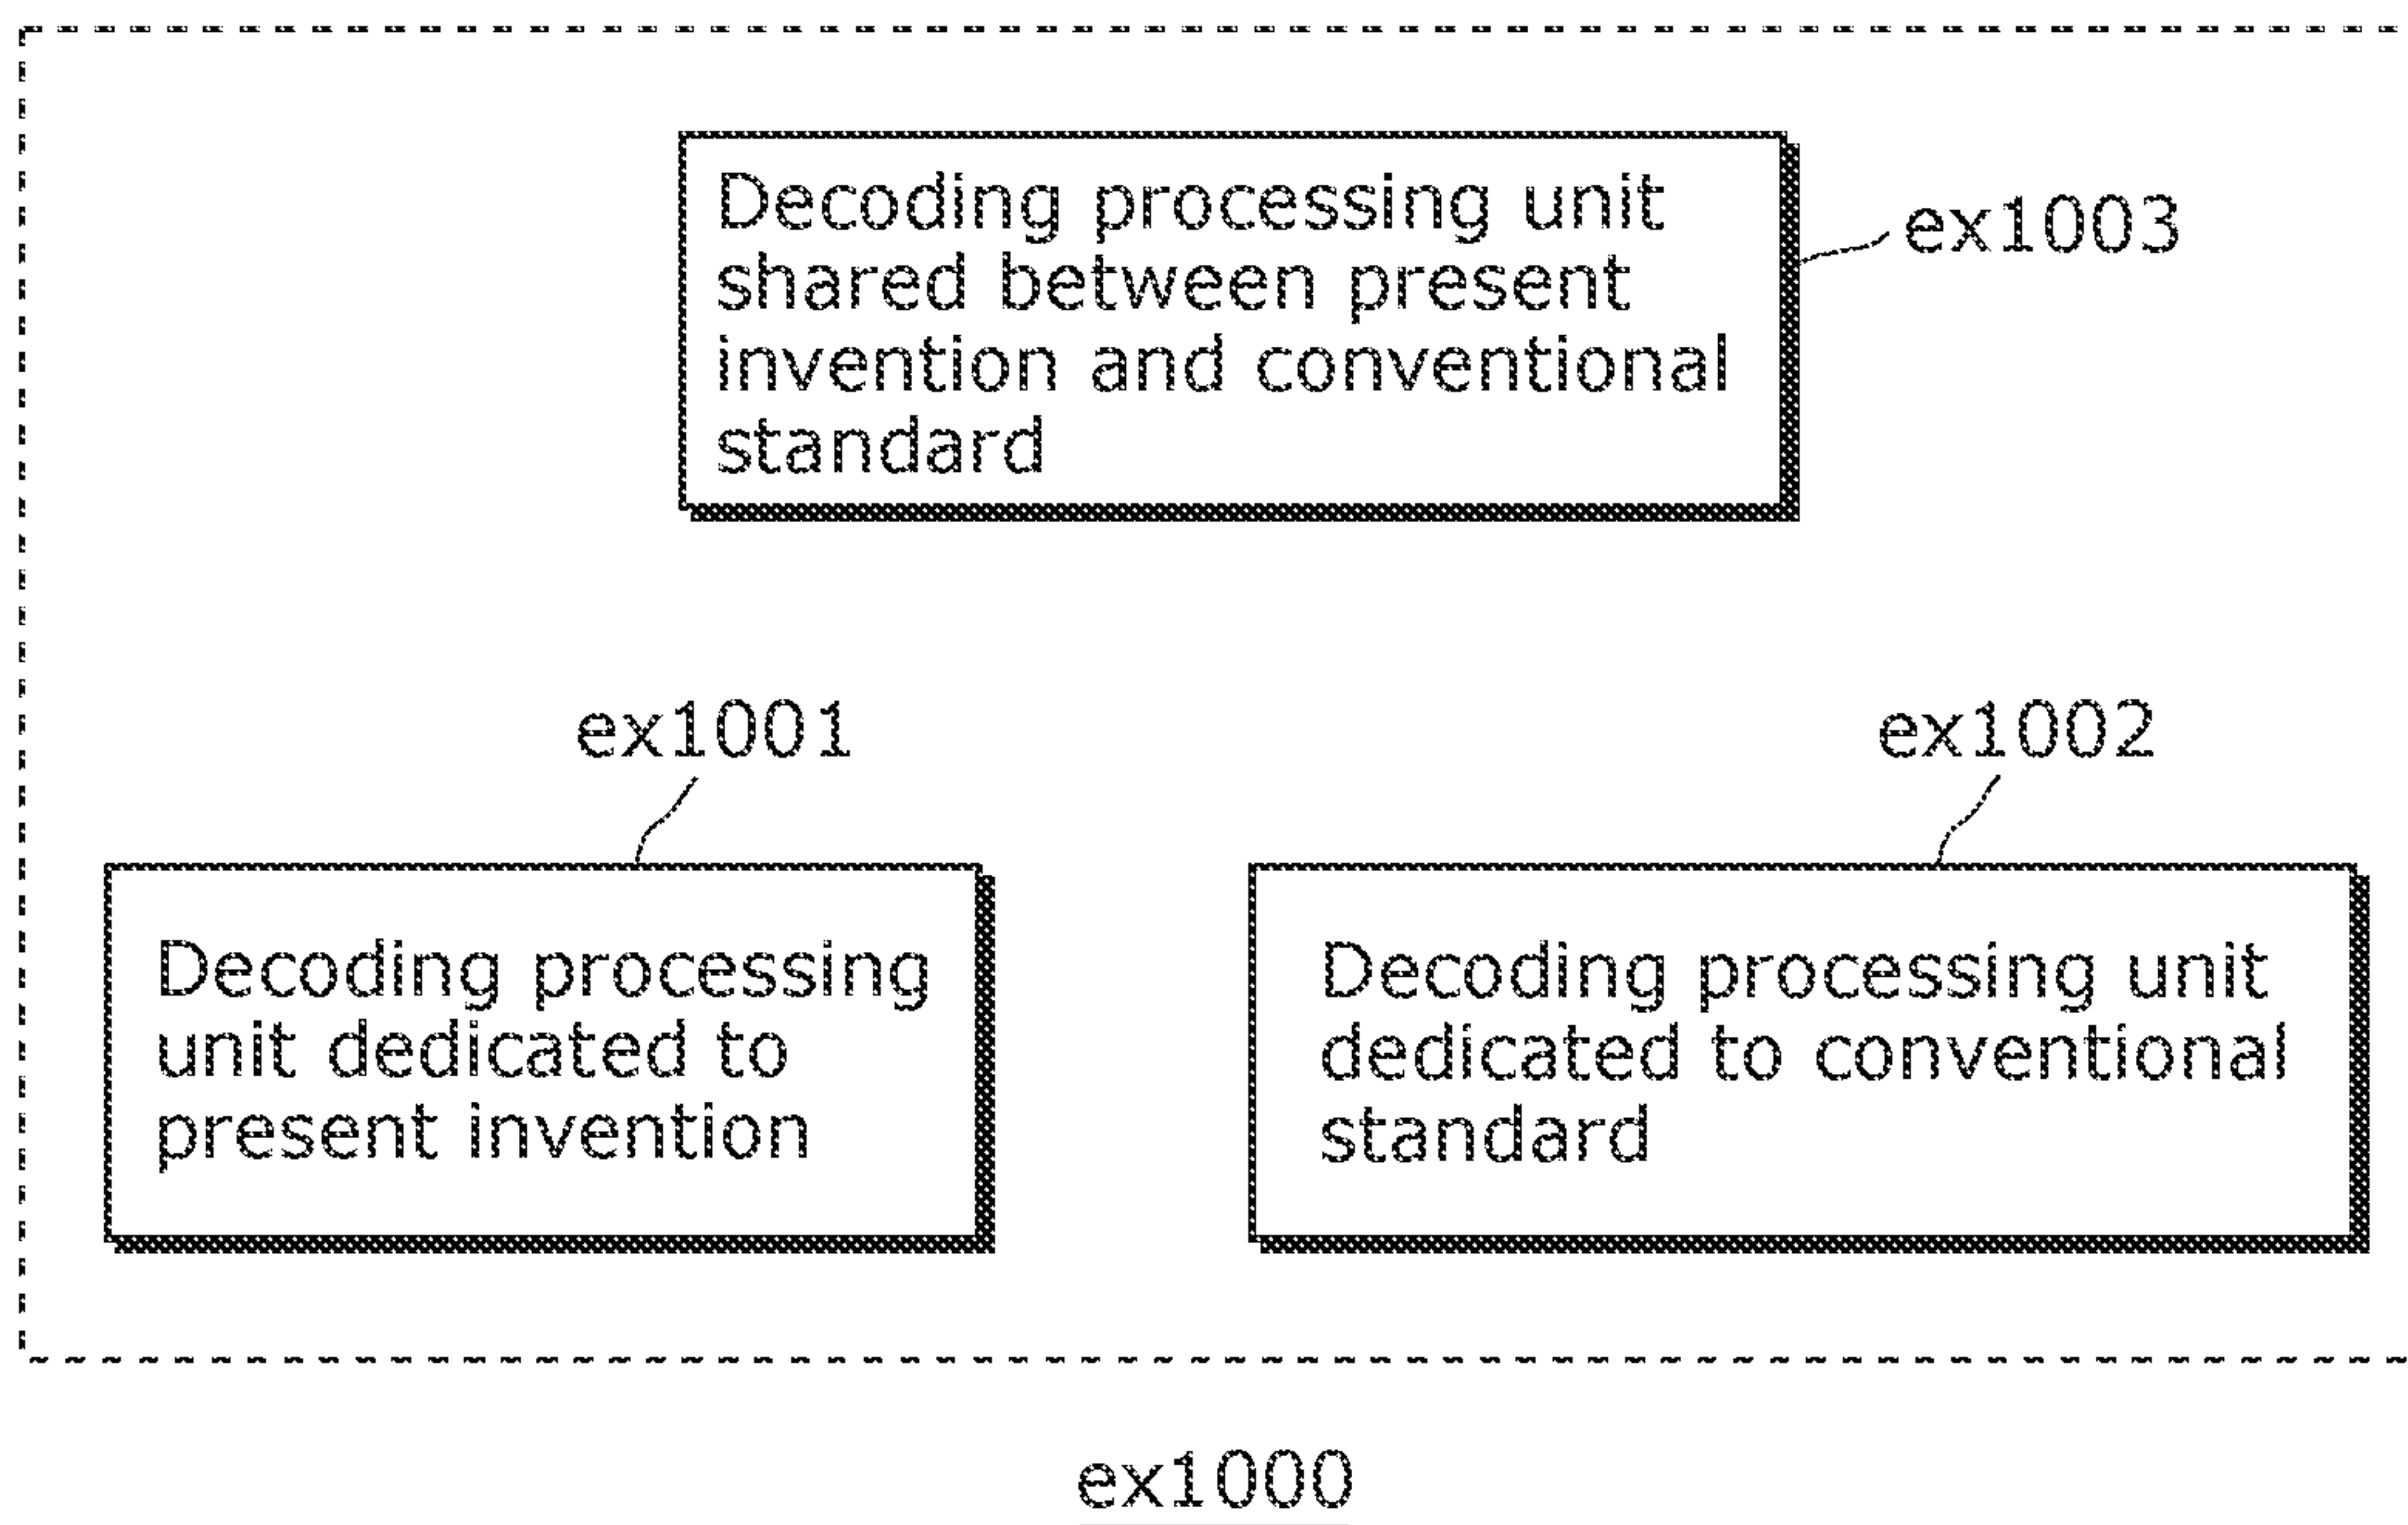 Decoding processing unit
shared between present
invention and conventional
standard
ex1003
ex1001
ex1002
Decoding processing
unit dedicated to
present invention
Decoding processing unit
dedicated to conventional
standard
ex1000